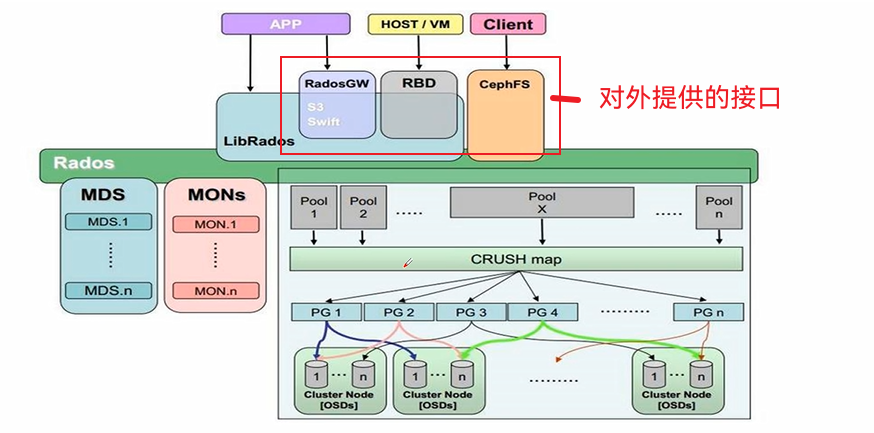 APP
HOST / VM
Client
RadosGW
S3
Swift
RBD
CephFS
对外提供的接口
LibRados
Rados
MDS
MDS.1
MDS.n
MONs
MON.1
MON.n
Pool
1
Pool
2
.....
Pool
X
.....
Pool
n
CRUSH map
PG 1
PG 2
PG 3
PG 4
.........
PG n
1
...
n
Cluster Node
[OSDs]
1
...
n
Cluster Node
[OSDs]
.........
1
...
n
Cluster Node
[OSDs]